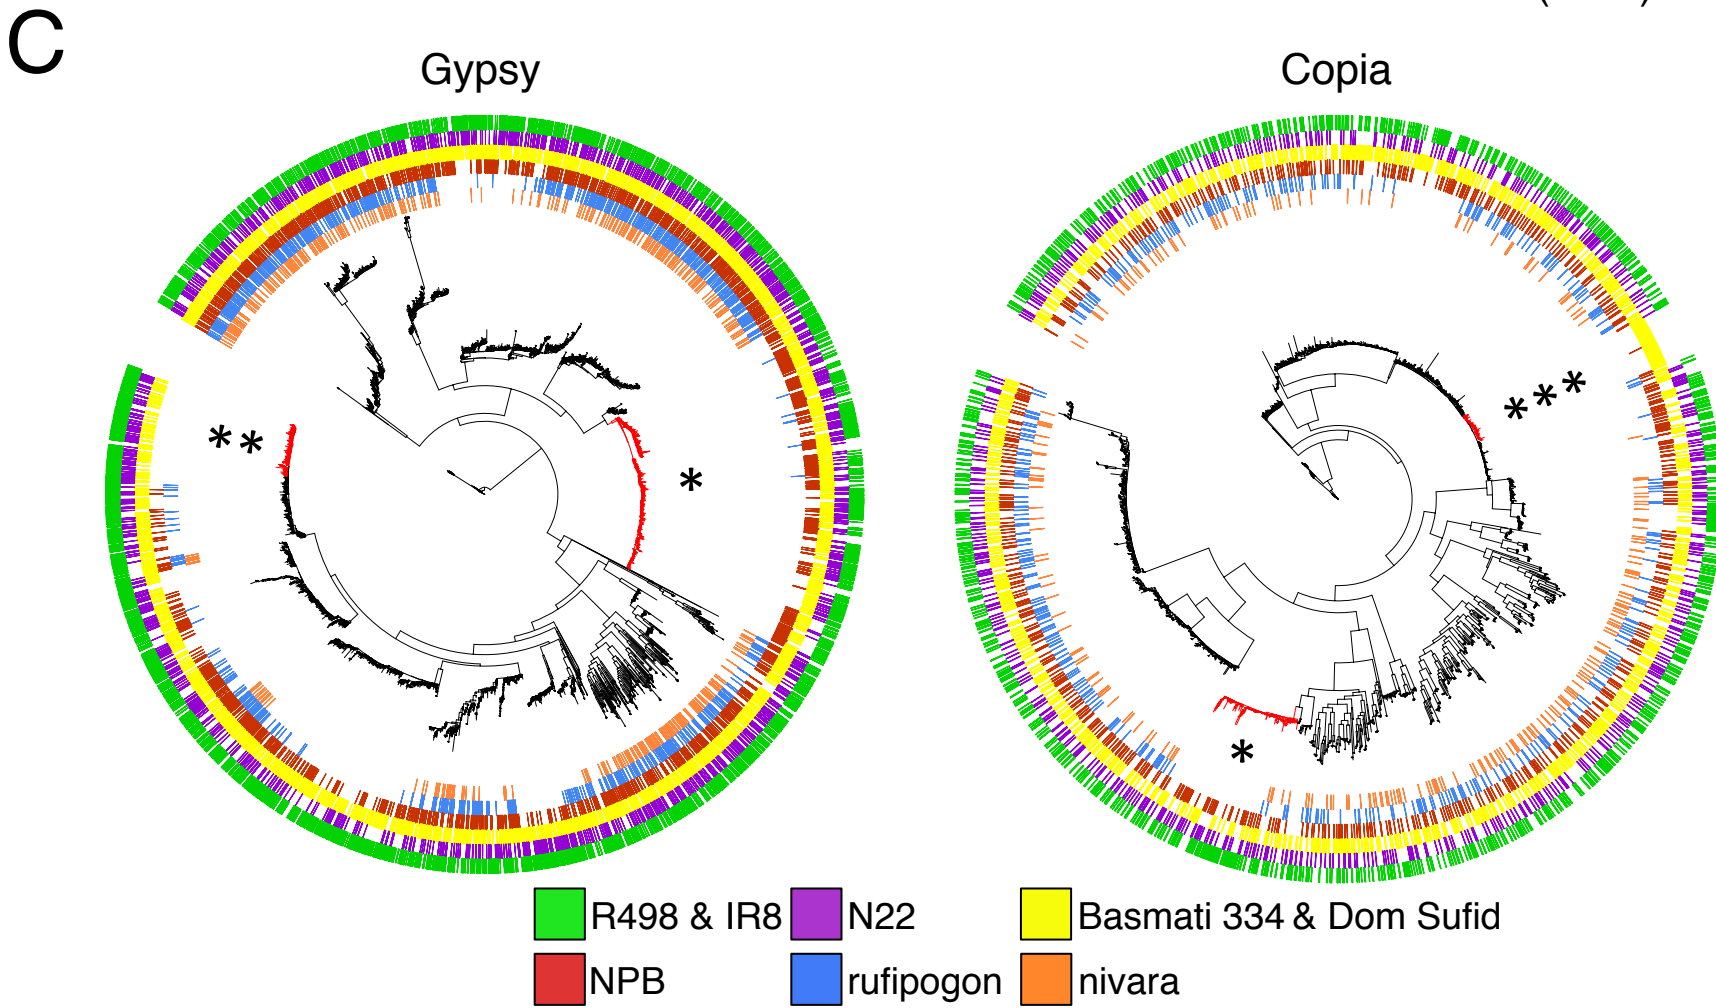 C
Gypsy
Copia
* *
*
* * *
*
R498 & IR8
N22
Basmati 334 & Dom Sufid
NPB
rufipogon
nivara